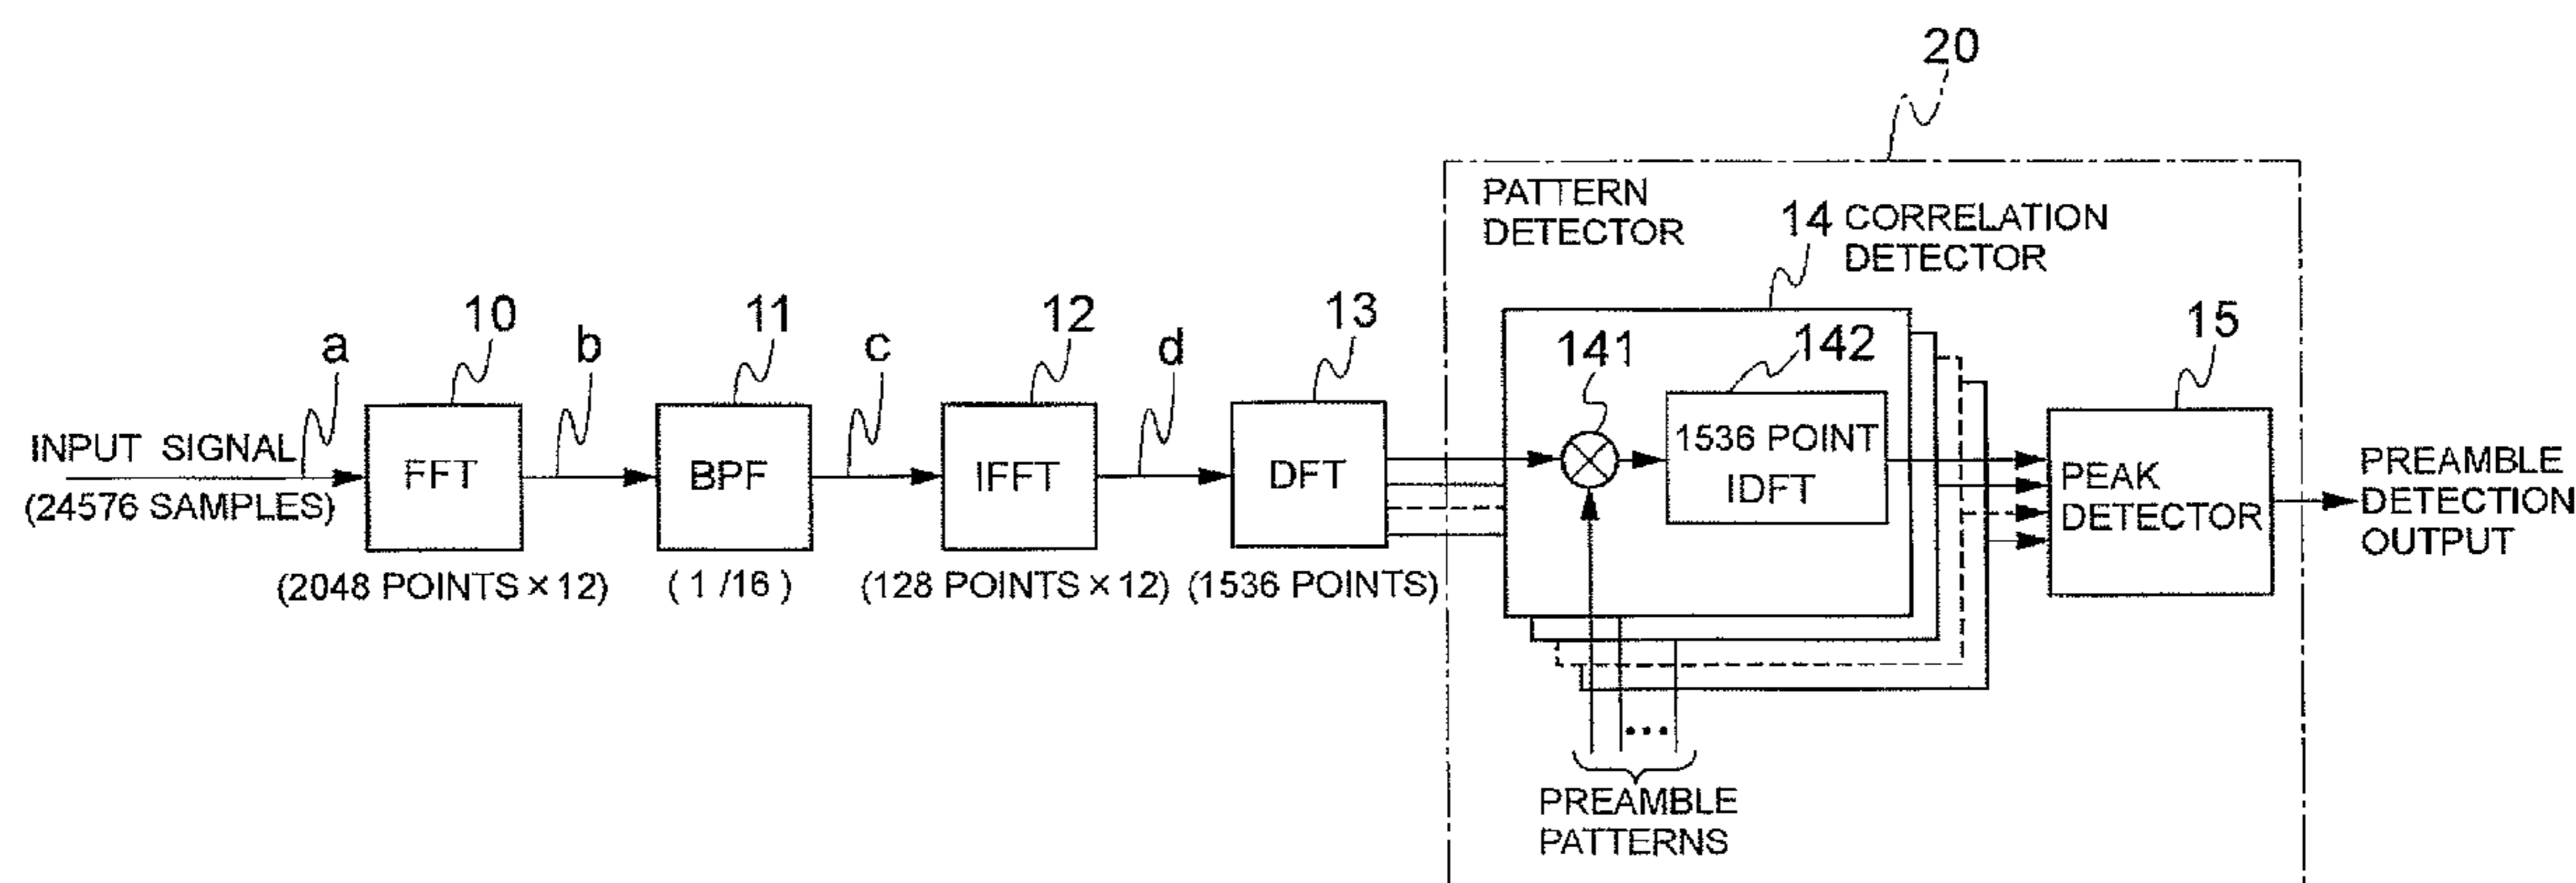 20
PATTERN
DETECTOR
14 CORRELATION
DETECTOR
a
10
b
11
c
12
d
13
141
142
15
INPUT SIGNAL
(24576 SAMPLES)
FFT
(2048 POINTS × 12)
BPF
(1/16)
IFFT
(128 POINTS × 12)
DFT
(1536 POINTS)
1536 POINT
IDFT
PEAK
DETECTOR
PREAMBLE
DETECTION
OUTPUT
...
PREAMBLE
PATTERNS